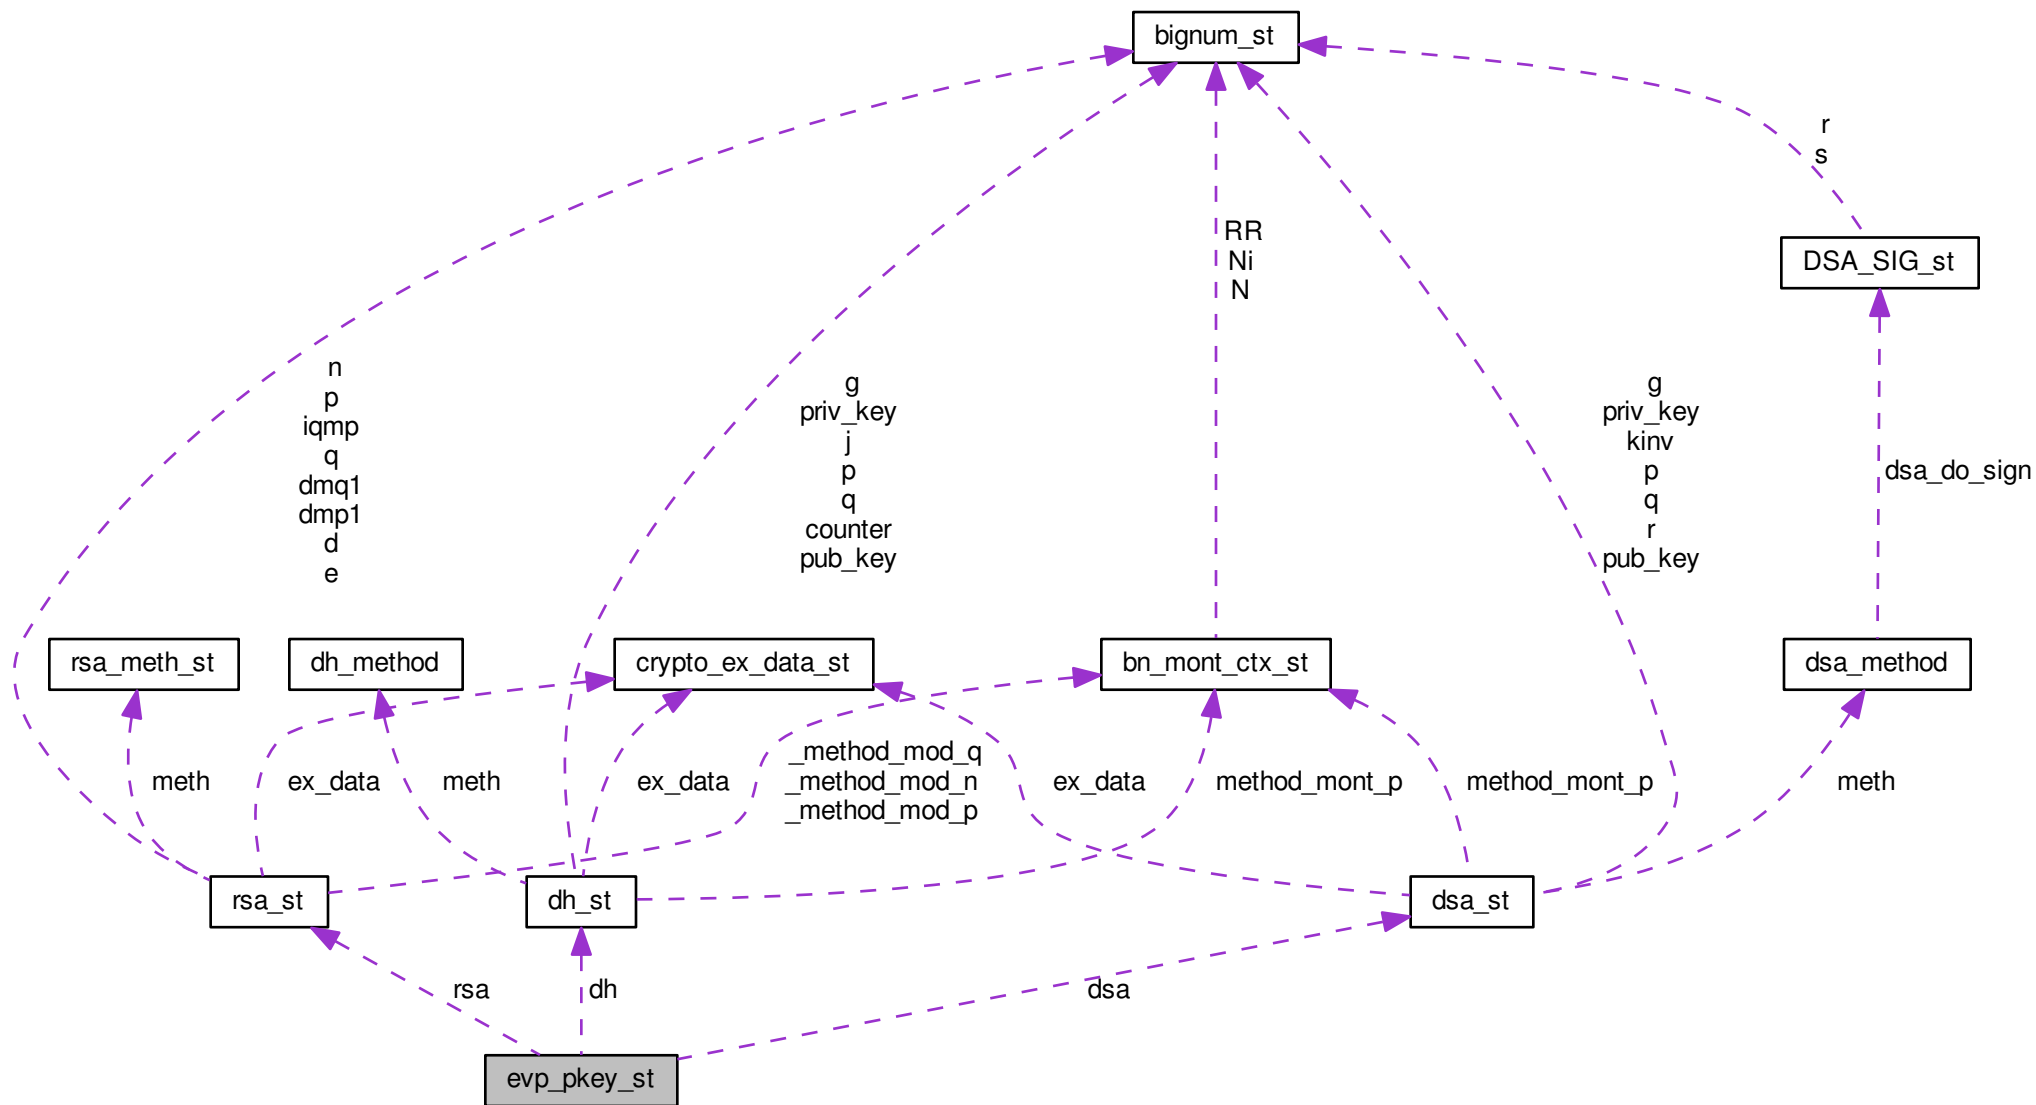 bignum_st
r
s
RR
Ni
N
DSA_SIG_st
n
p
iqmp
q
dmq1
dmp1
d
e
g
priv_key
j
p
q
counter
pub_key
g
priv_key
kinv
p
q
r
pub_key
dsa_do_sign
rsa_meth_st
dh_method
crypto_ex_data_st
bn_mont_ctx_st
dsa_method
meth
ex_data
meth
ex_data
_method_mod_q
_method_mod_n
_method_mod_p
ex_data
method_mont_p
method_mont_p
meth
rsa_st
dh_st
dsa_st
rsa
dh
dsa
evp_pkey_st